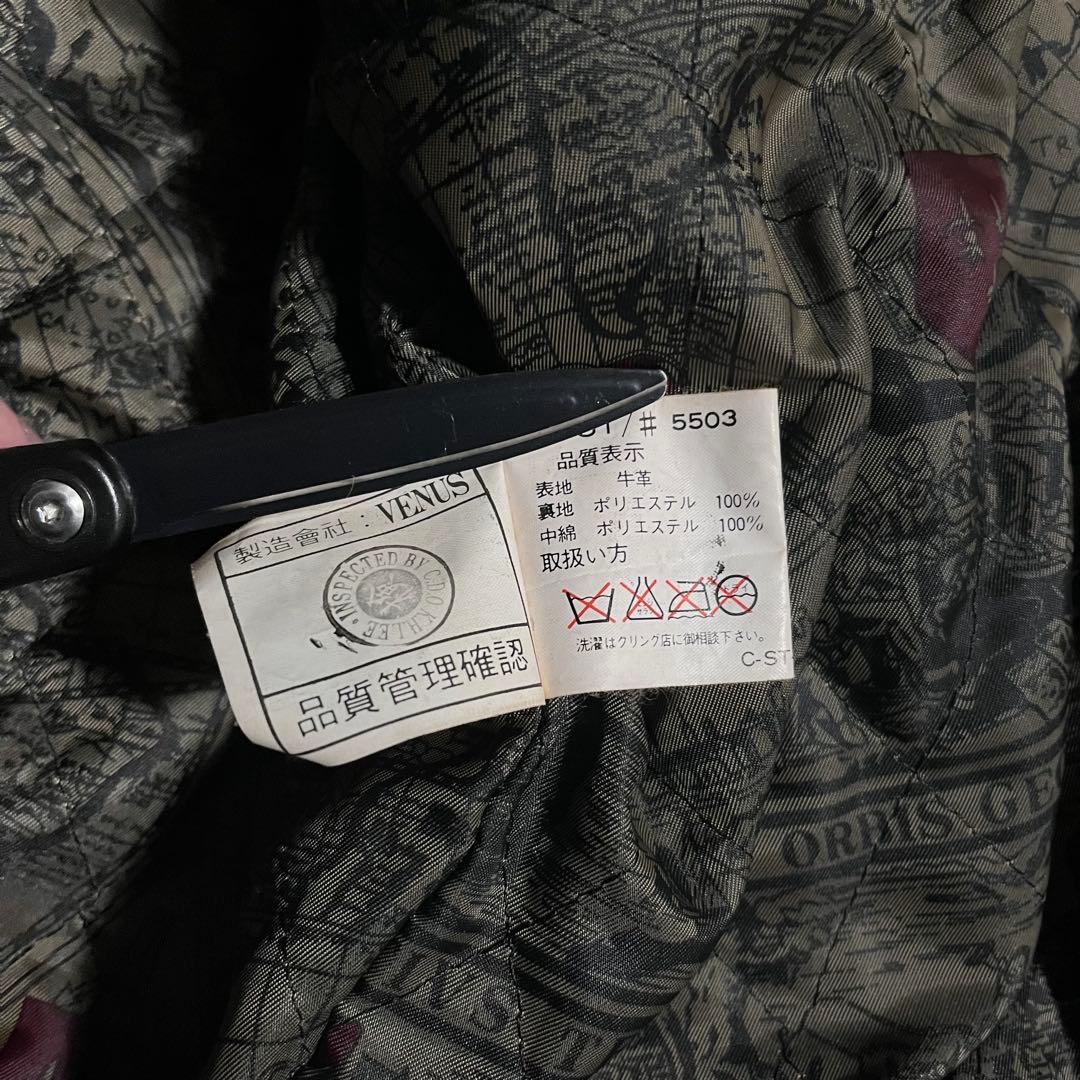 製造會社：VENUS
INSPECTED BY C.D.O.K.H.LEE
品質管理確認
/# 5503
品質表示
表地 牛革
裏地 ポリエステル 100%
中綿 ポリエステル 100%
取扱い方
洗濯はクリング店に御相談下さい。
C-ST
ORBIS GE